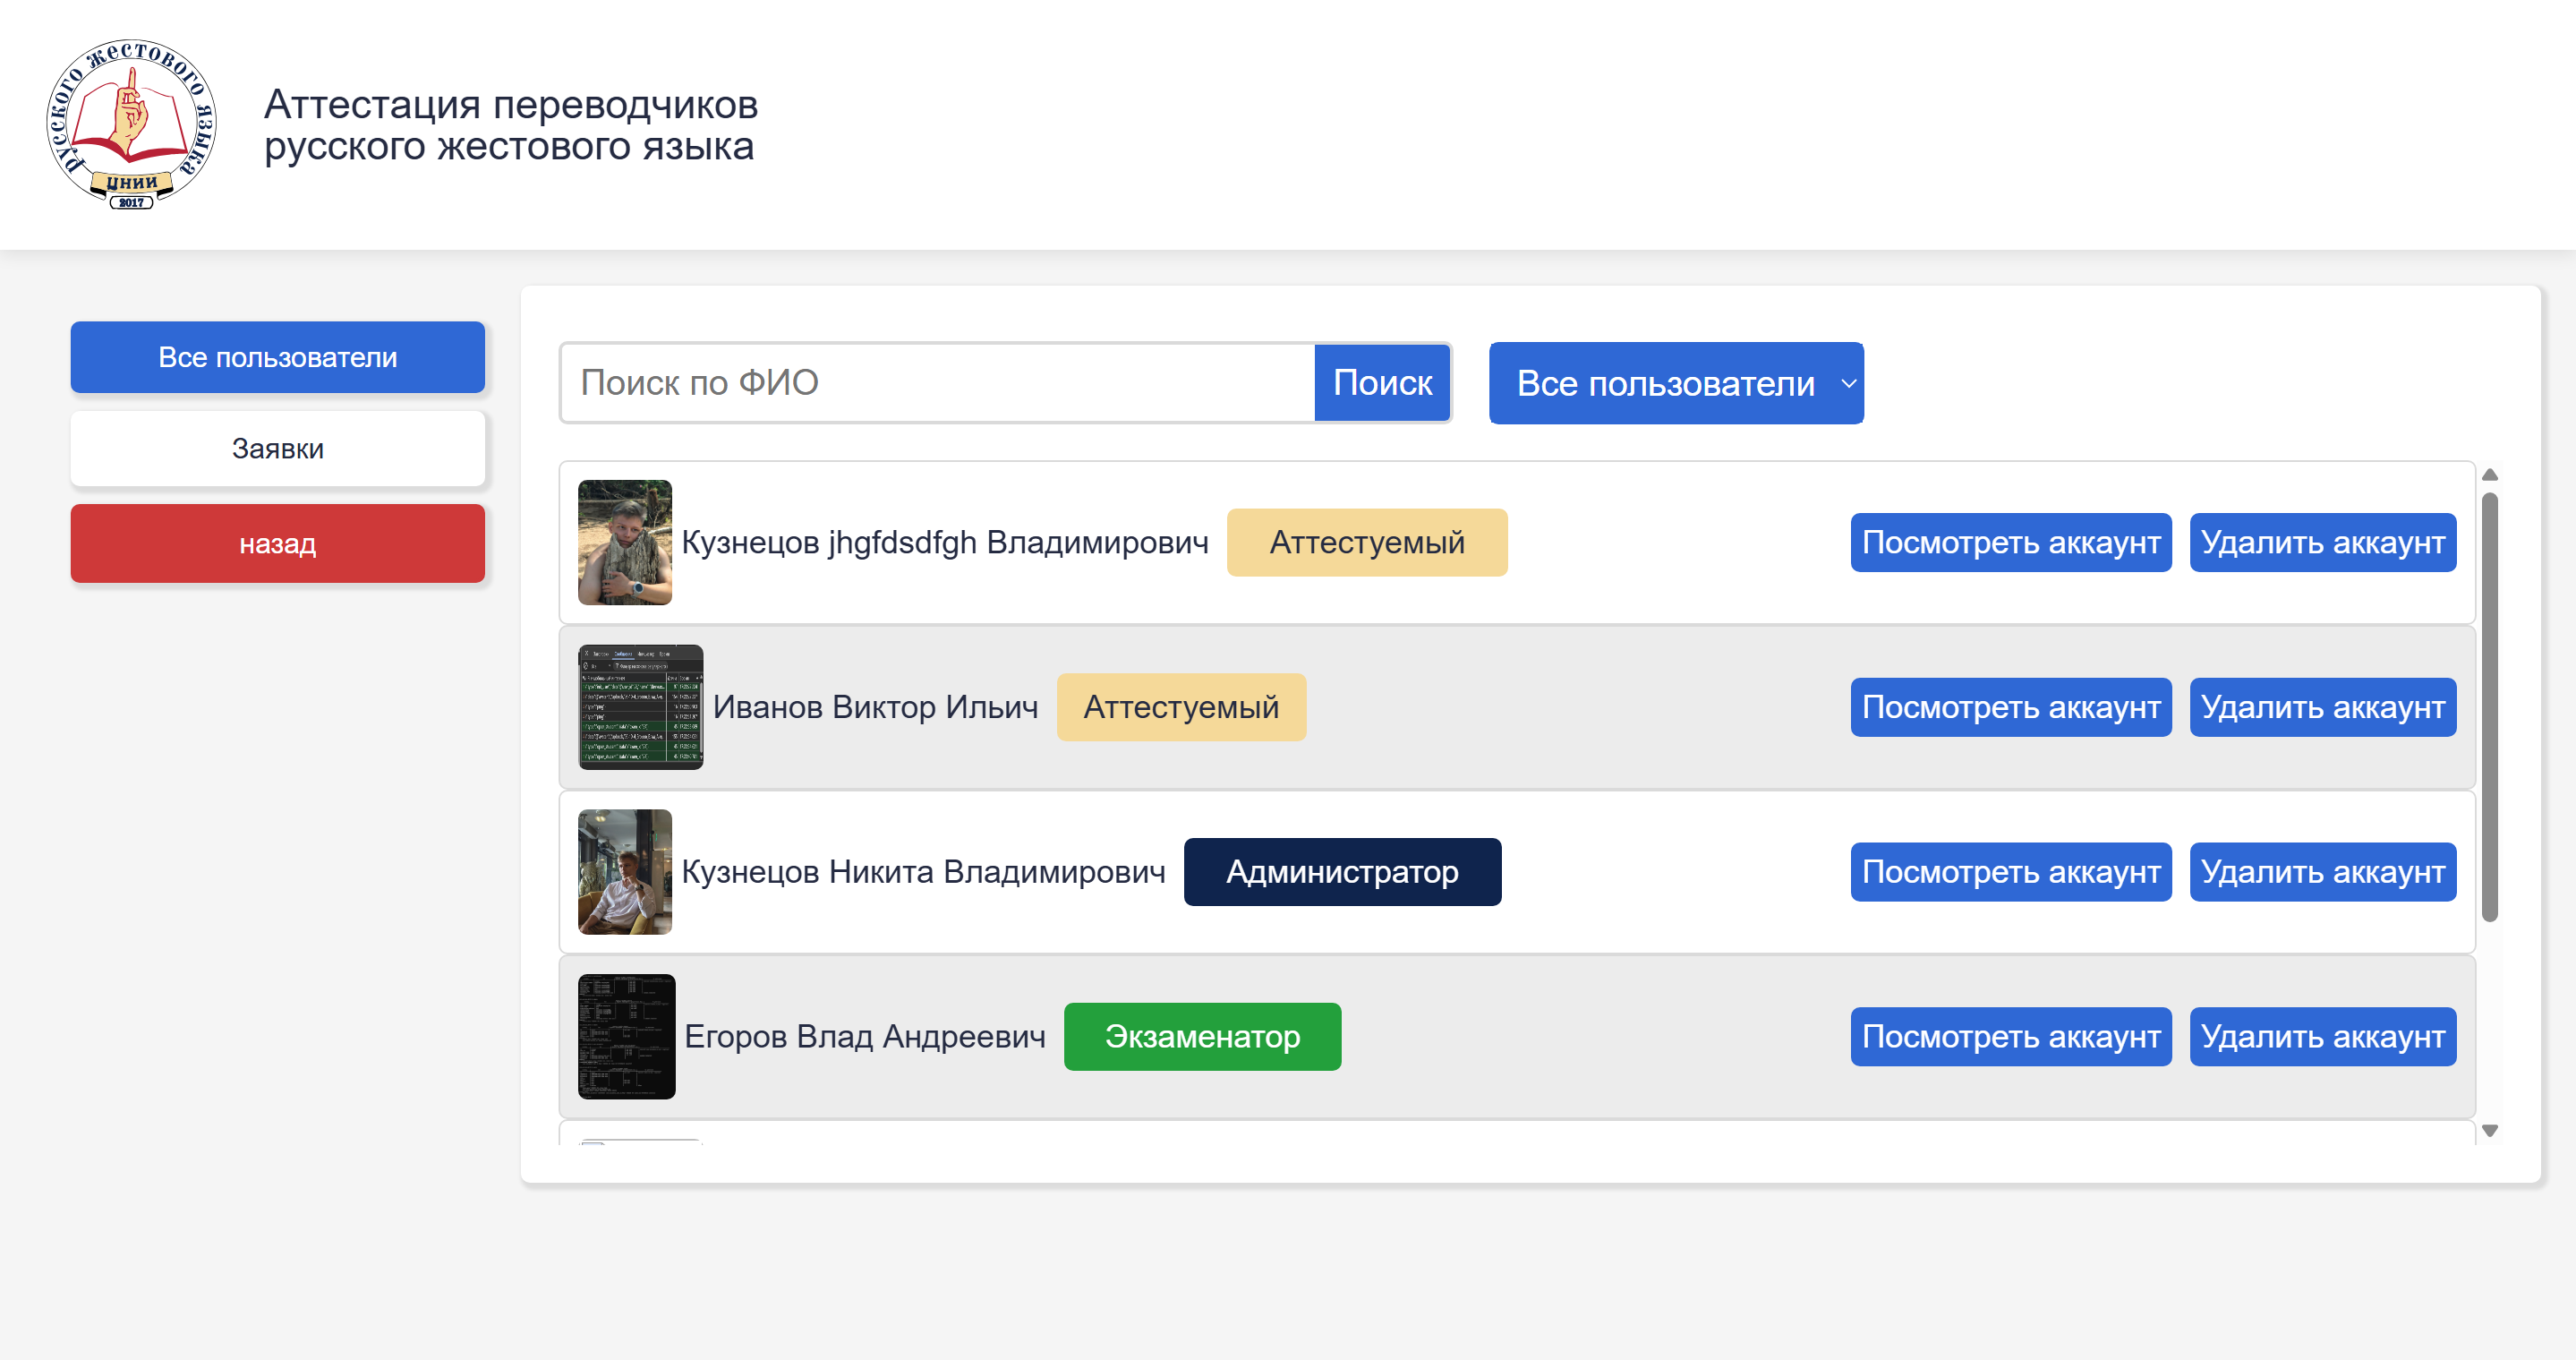 русского жестового языка
ЦНИИ
2017
Аттестация переводчиков
русского жестового языка
Все пользователи
Заявки
назад
Поиск по ФИО
Поиск
Все пользователи
Кузнецов jhgfdsdfgh Владимирович
Аттестуемый
Посмотреть аккаунт
Удалить аккаунт
Иванов Виктор Ильич
Аттестуемый
Посмотреть аккаунт
Удалить аккаунт
Кузнецов Никита Владимирович
Администратор
Посмотреть аккаунт
Удалить аккаунт
Егоров Влад Андреевич
Экзаменатор
Посмотреть аккаунт
Удалить аккаунт